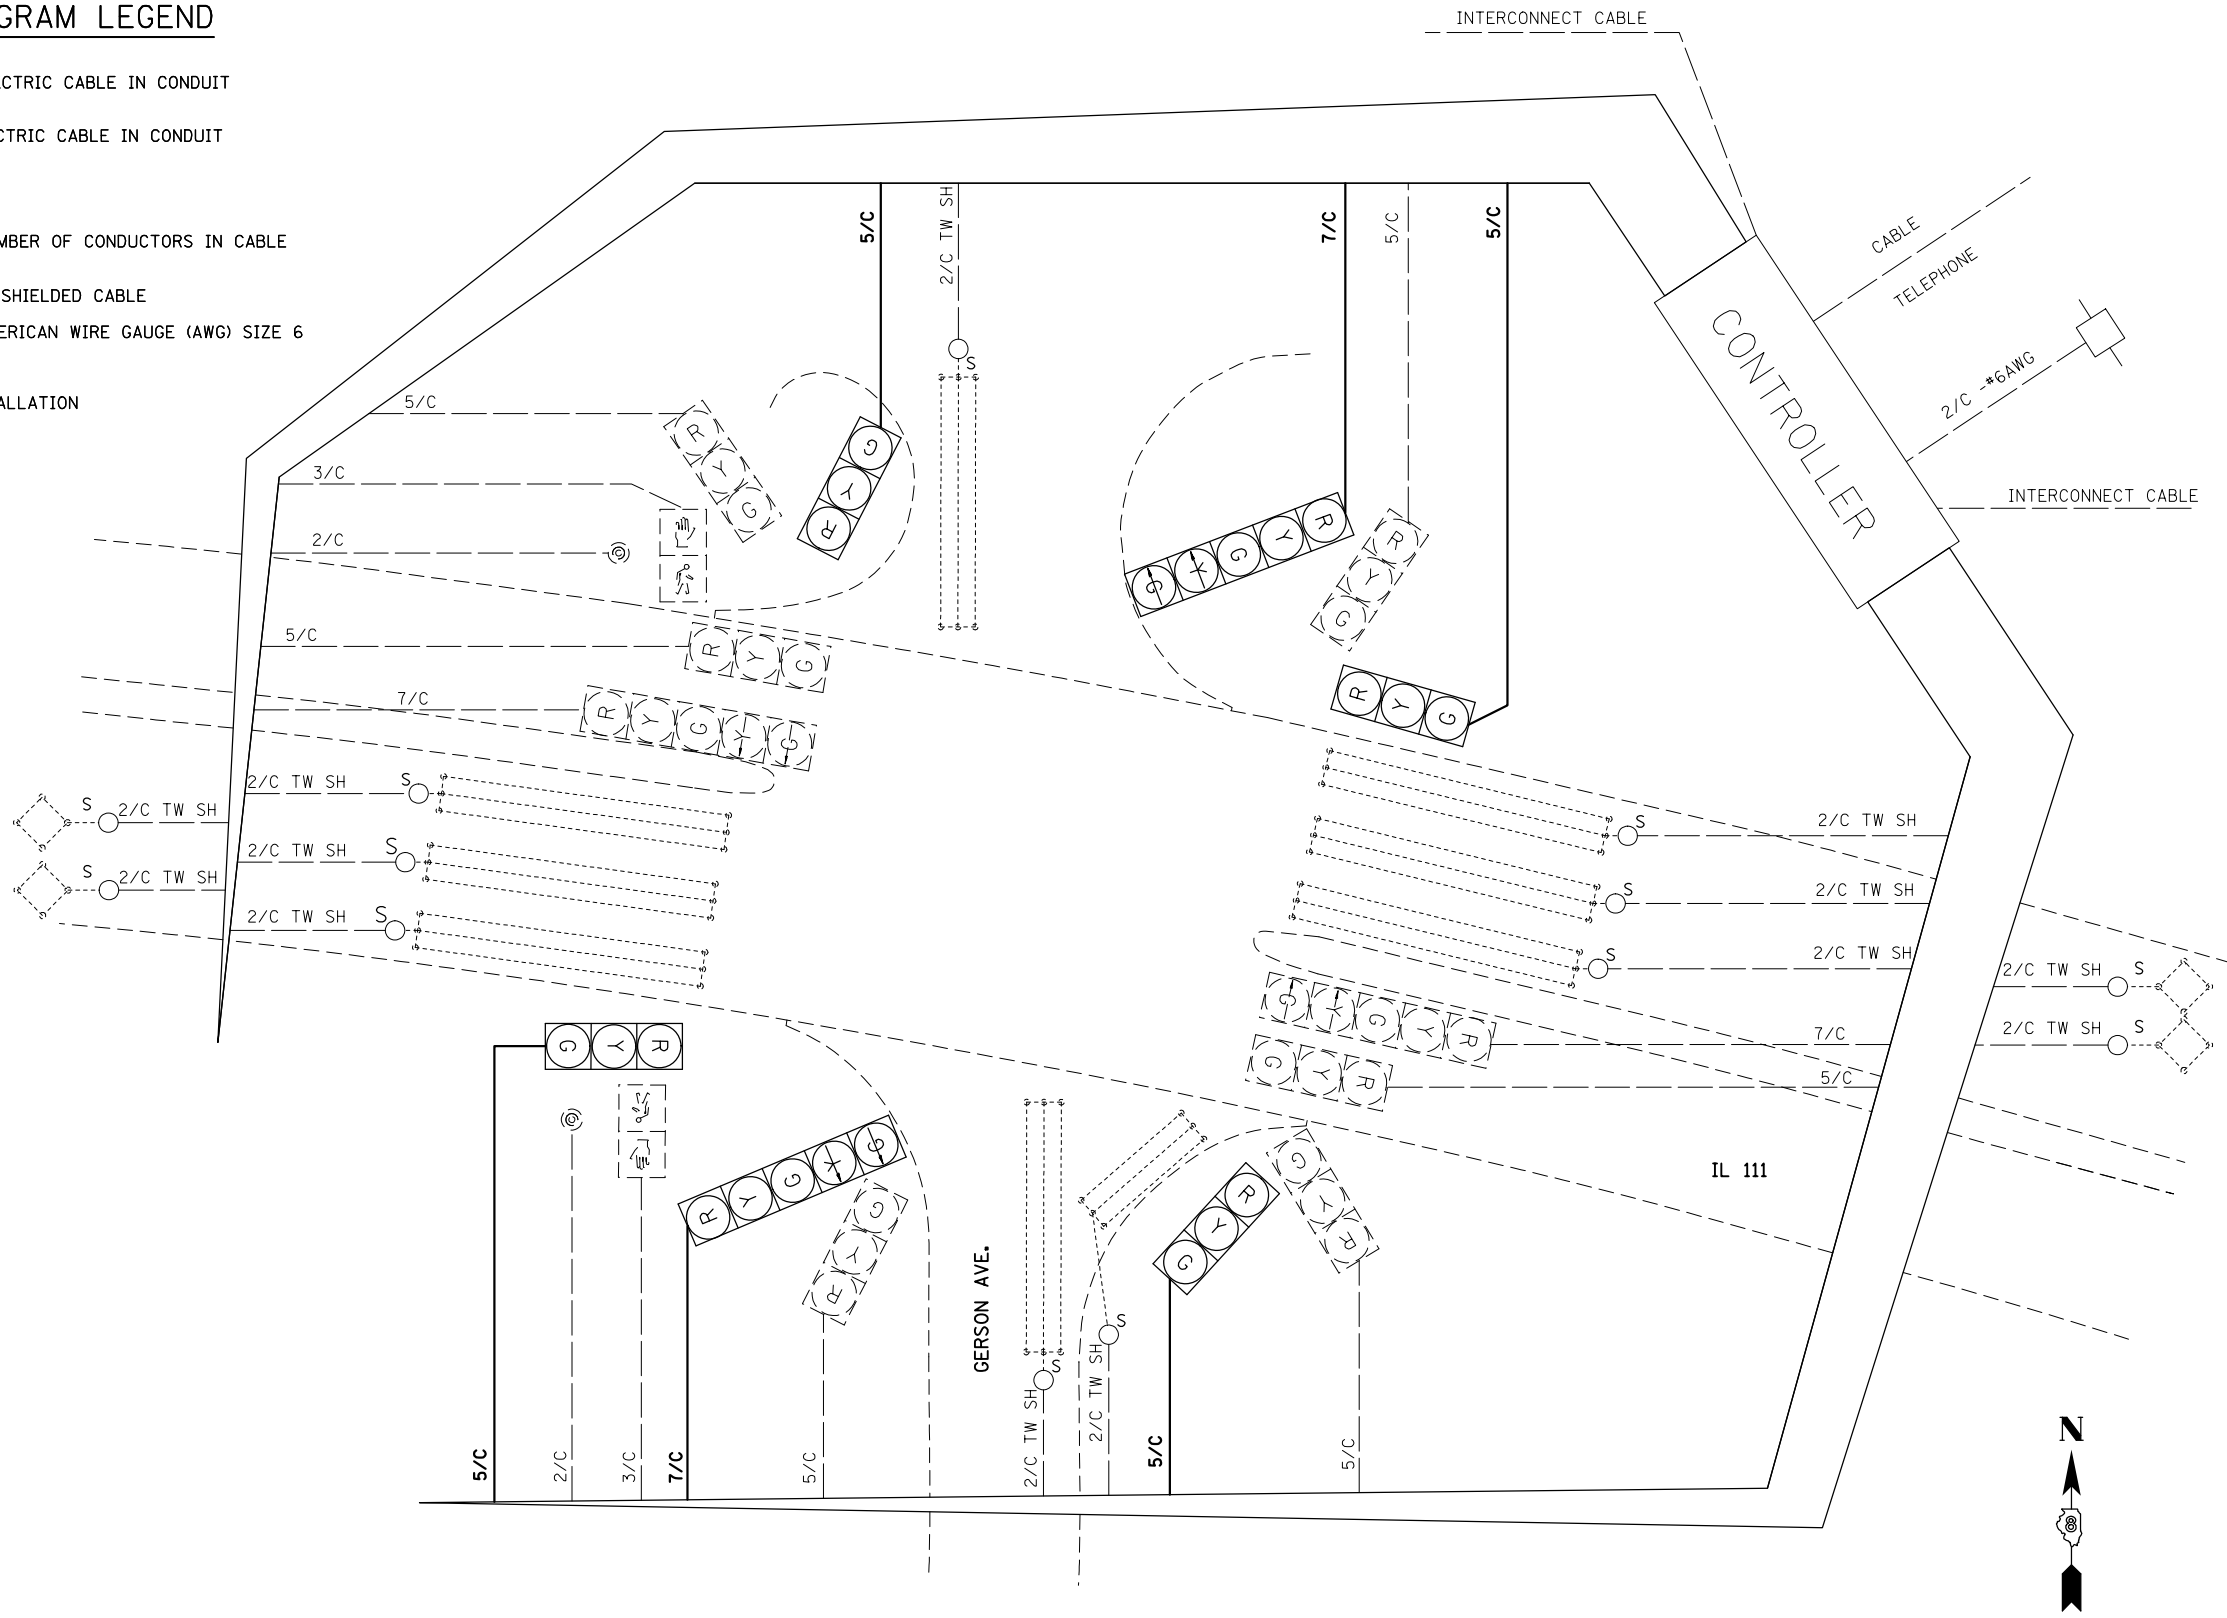 GRAM LEGEND
INTERCONNECT CABLE
CTRIC CABLE IN CONDUIT
CTRIC CABLE IN CONDUIT
MBER OF CONDUCTORS IN CABLE
SHIELDED CABLE
ERICAN WIRE GAUGE (AWG) SIZE 6
ALLATION
5/C
2/C TW SH
7/C
5/C
5/C
CABLE
TELEPHONE
2/C -#6AWG
CONTROLLER
INTERCONNECT CABLE
S
5/C
R
Y
G
G
Y
R
3/C
2/C
R
Y
G
Y
G
R
Y
G
5/C
R Y G
R Y G
7/C
R Y G Y G
2/C TW SH
S
S
2/C TW SH
2/C TW SH
S
S
2/C TW SH
2/C TW SH
S
S
2/C TW SH
S
2/C TW SH
S
2/C TW SH
2/C TW SH
S
2/C TW SH
S
G Y G Y R
7/C
G Y R
5/C
G Y R
R Y G Y G
G
Y
R
G
Y
R
R
Y
G
IL 111
GERSON AVE.
S
S
5/C
2/C
3/C
7/C
5/C
2/C TW SH
2/C TW SH
5/C
5/C
N
8